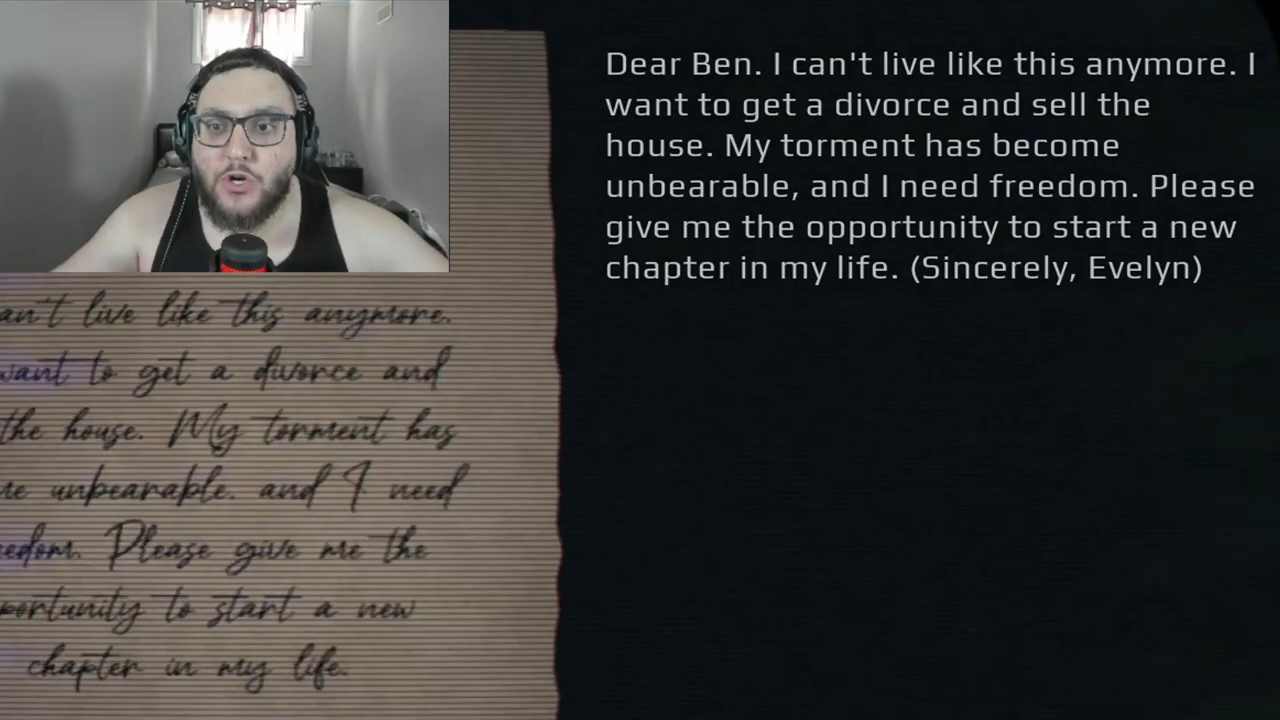 Dear Ben. I can't live like this anymore. I
want to get a divorce and sell the
house. My torment has become
unbearable, and I need freedom. Please
give me the opportunity to start a new
chapter in my life. (Sincerely, Evelyn)
live like this anymore.
want to get a divorce and
the house. My torment has
unbearable. and I need
Please give me the
to start a new
chapter in my life.